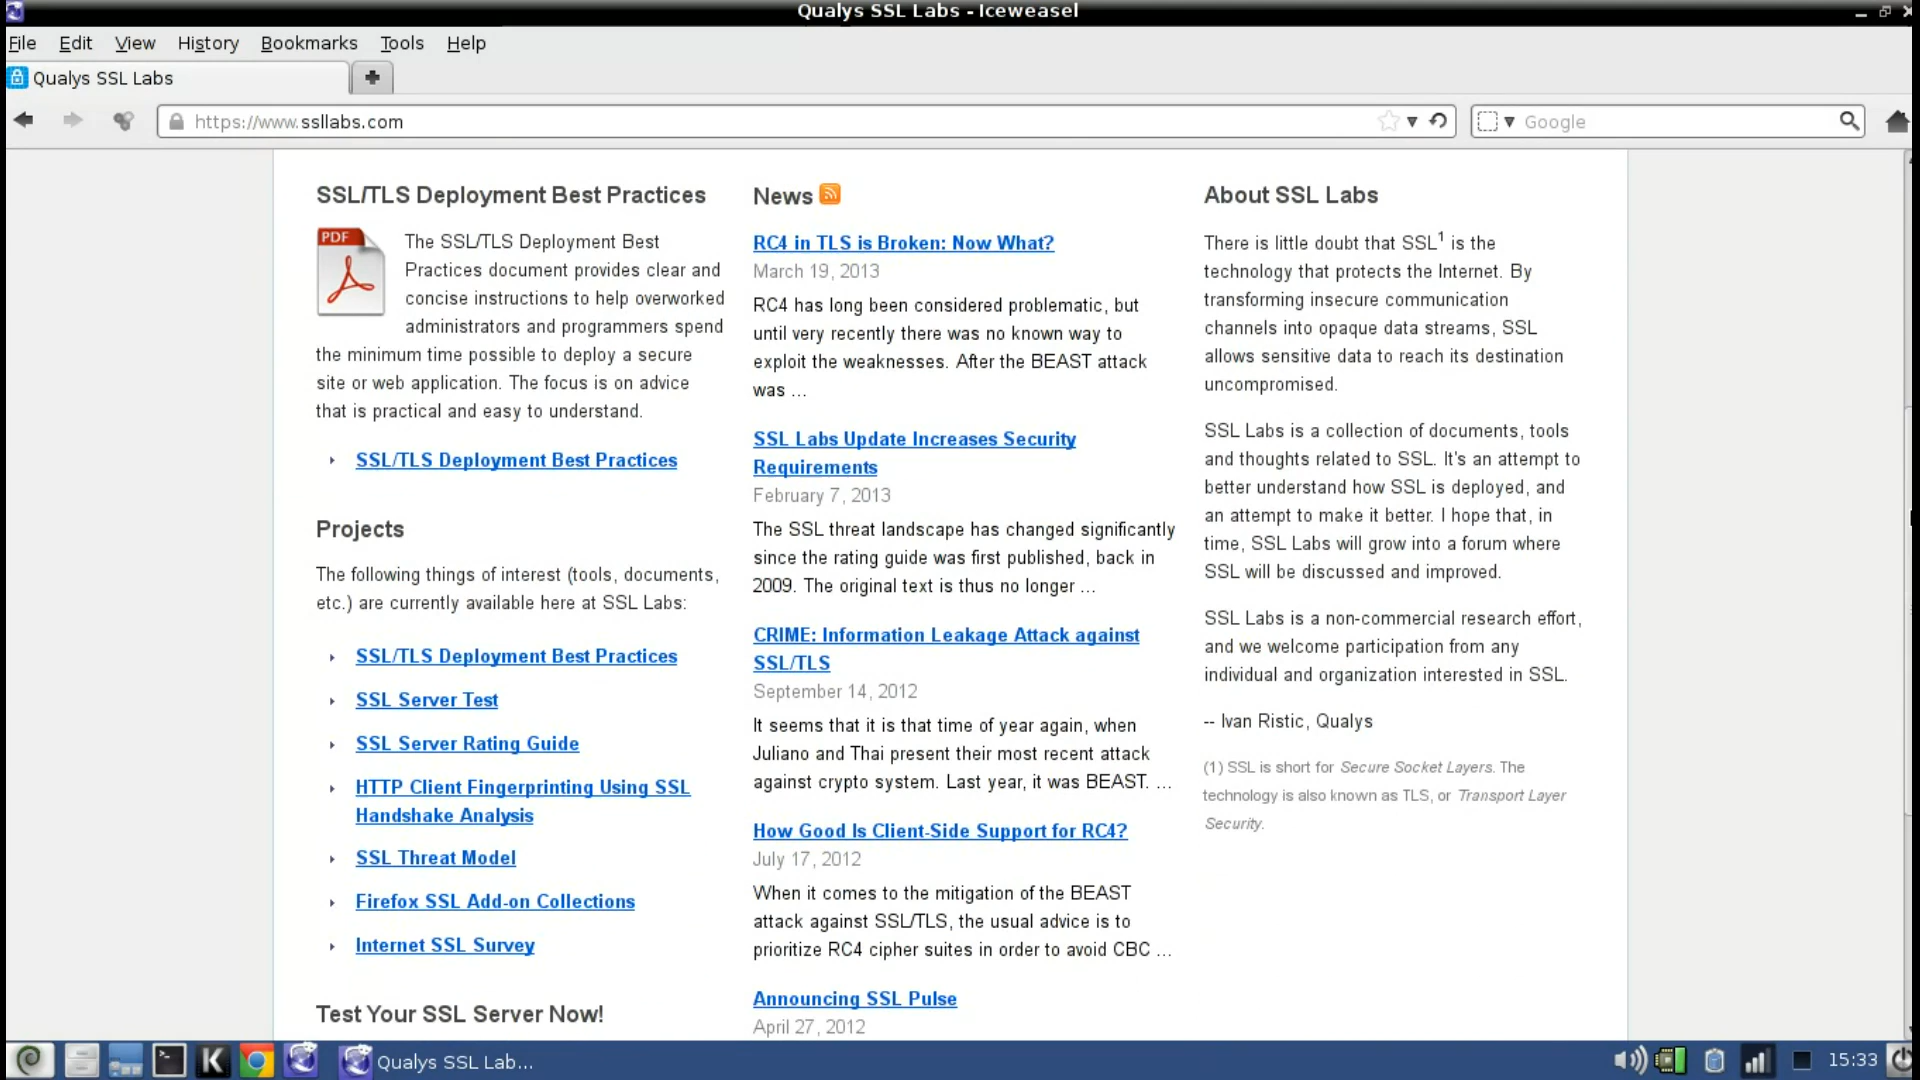 Qualys SSL Labs - Iceweasel
File Edit View History Bookmarks Tools Help
Qualys SSL Labs
https://www.ssllabs.com
Google
SSL/TLS Deployment Best Practices
PDF
The SSL/TLS Deployment Best
Practices document provides clear and
concise instructions to help overworked
administrators and programmers spend
the minimum time possible to deploy a secure
site or web application. The focus is on advice
that is practical and easy to understand.
SSL/TLS Deployment Best Practices
Projects
The following things of interest (tools, documents,
etc.) are currently available here at SSL Labs:
SSL/TLS Deployment Best Practices
SSL Server Test
SSL Server Rating Guide
HTTP Client Fingerprinting Using SSL
Handshake Analysis
SSL Threat Model
Firefox SSL Add-on Collections
Internet SSL Survey
Test Your SSL Server Now!
News
RC4 in TLS is Broken: Now What?
March 19, 2013
RC4 has long been considered problematic, but
until very recently there was no known way to
exploit the weaknesses. After the BEAST attack
was ...
SSL Labs Update Increases Security
Requirements
February 7, 2013
The SSL threat landscape has changed significantly
since the rating guide was first published, back in
2009. The original text is thus no longer ...
CRIME: Information Leakage Attack against
SSL/TLS
September 14, 2012
It seems that it is that time of year again, when
Juliano and Thai present their most recent attack
against crypto system. Last year, it was BEAST. ...
How Good Is Client-Side Support for RC4?
July 17, 2012
When it comes to the mitigation of the BEAST
attack against SSL/TLS, the usual advice is to
prioritize RC4 cipher suites in order to avoid CBC ...
Announcing SSL Pulse
April 27, 2012
About SSL Labs
There is little doubt that SSL1 is the
technology that protects the Internet. By
transforming insecure communication
channels into opaque data streams, SSL
allows sensitive data to reach its destination
uncompromised.
SSL Labs is a collection of documents, tools
and thoughts related to SSL. It's an attempt to
better understand how SSL is deployed, and
an attempt to make it better. I hope that, in
time, SSL Labs will grow into a forum where
SSL will be discussed and improved.
SSL Labs is a non-commercial research effort,
and we welcome participation from any
individual and organization interested in SSL.
-- Ivan Ristic, Qualys
(1) SSL is short for Secure Socket Layers. The
technology is also known as TLS, or Transport Layer
Security.
K
Qualys SSL Lab...
15:33